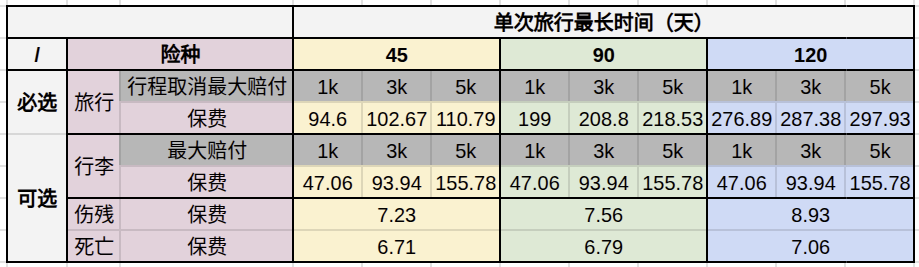 单次旅行最长时间（天）
/ 险种 45 90 120
必选 旅行 行程取消最大赔付 1k 3k 5k 1k 3k 5k 1k 3k 5k
保费 94.6 102.67 110.79 199 208.8 218.53 276.89 287.38 297.93
可选 行李 最大赔付 1k 3k 5k 1k 3k 5k 1k 3k 5k
保费 47.06 93.94 155.78 47.06 93.94 155.78 47.06 93.94 155.78
伤残 保费 7.23 7.56 8.93
死亡 保费 6.71 6.79 7.06